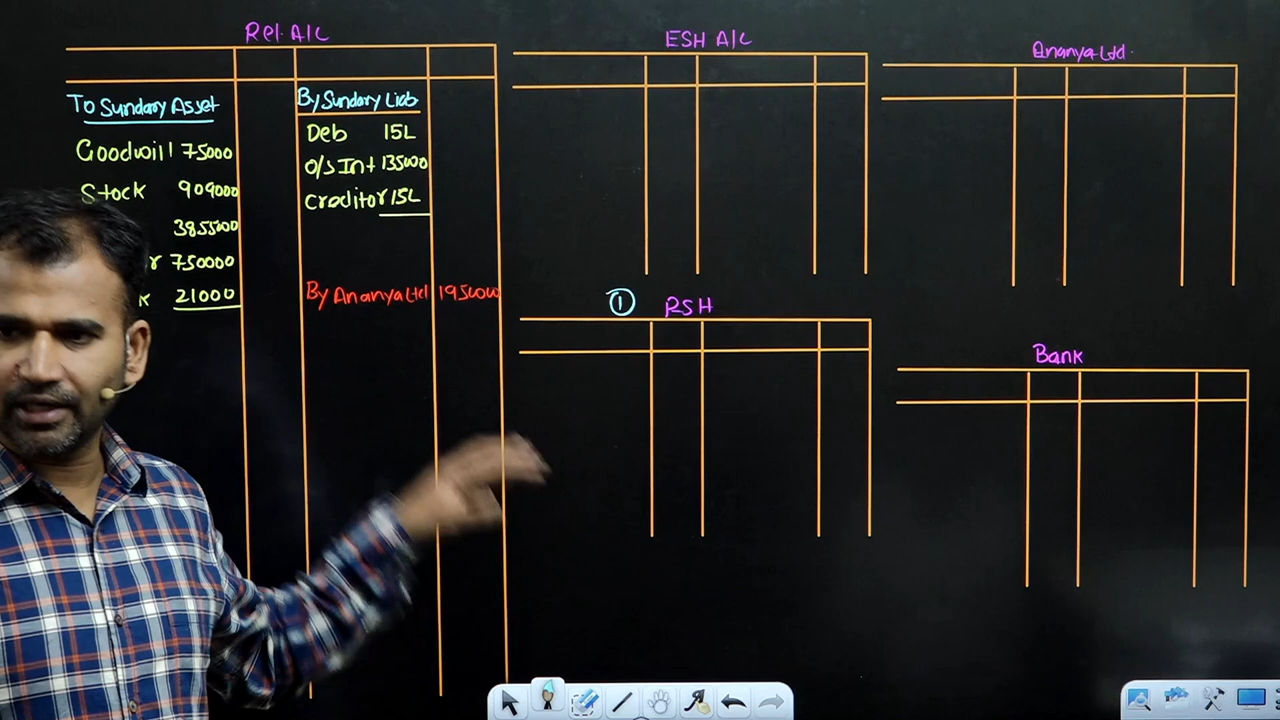 Rel. A/C
To Sundary Asset
Goodwill 75000
Stock 909000
3855000
r 750000
k 21000
By Sundary Liab
Deb 15L
O/S Int 135000
Creditor 15L
By Ananya Ltd 195000
ESH A/C
① RSH
Ananya Ltd.
Bank